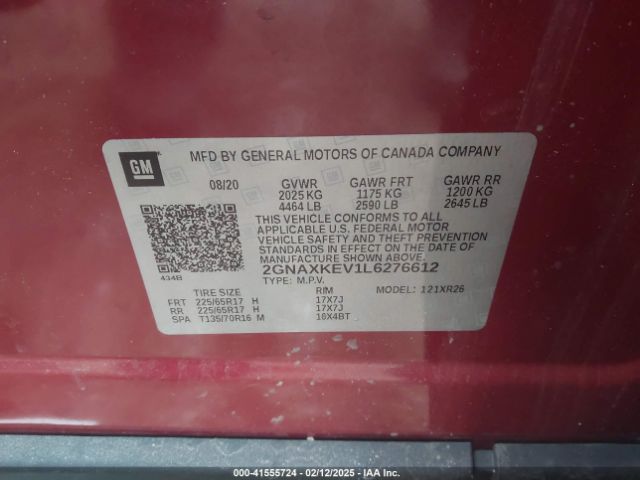 GM
MFD BY GENERAL MOTORS OF CANADA COMPANY
08/20 GVWR GAWR FRT GAWR RR
2025 KG 1175 KG 1200 KG
4464 LB 2590 LB 2645 LB
THIS VEHICLE CONFORMS TO ALL
APPLICABLE U.S. FEDERAL MOTOR
VEHICLE SAFETY AND THEFT PREVENTION
STANDARDS IN EFFECT ON THE DATE OF
MANUFACTURE SHOWN ABOVE.
434B
2GNAXKEV1L6276612
TYPE: M.P.V. MODEL: 121XR26
TIRE SIZE RIM
FRT 225/65R17 H 17X7J
RR 225/65R17 H 17X7J
SPA T135/70R16 M 16X4BT
000-41555724 - 02/12/2025 - IAA Inc.